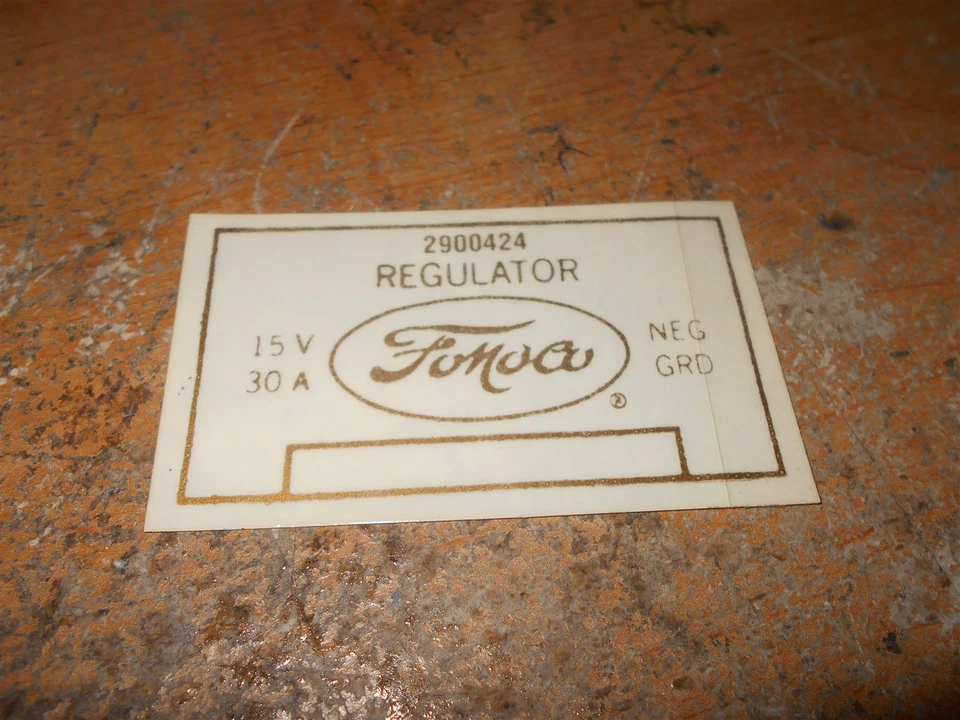 2900424
REGULATOR
15 V
30 A
FoMoCo
®
NEG
GRD